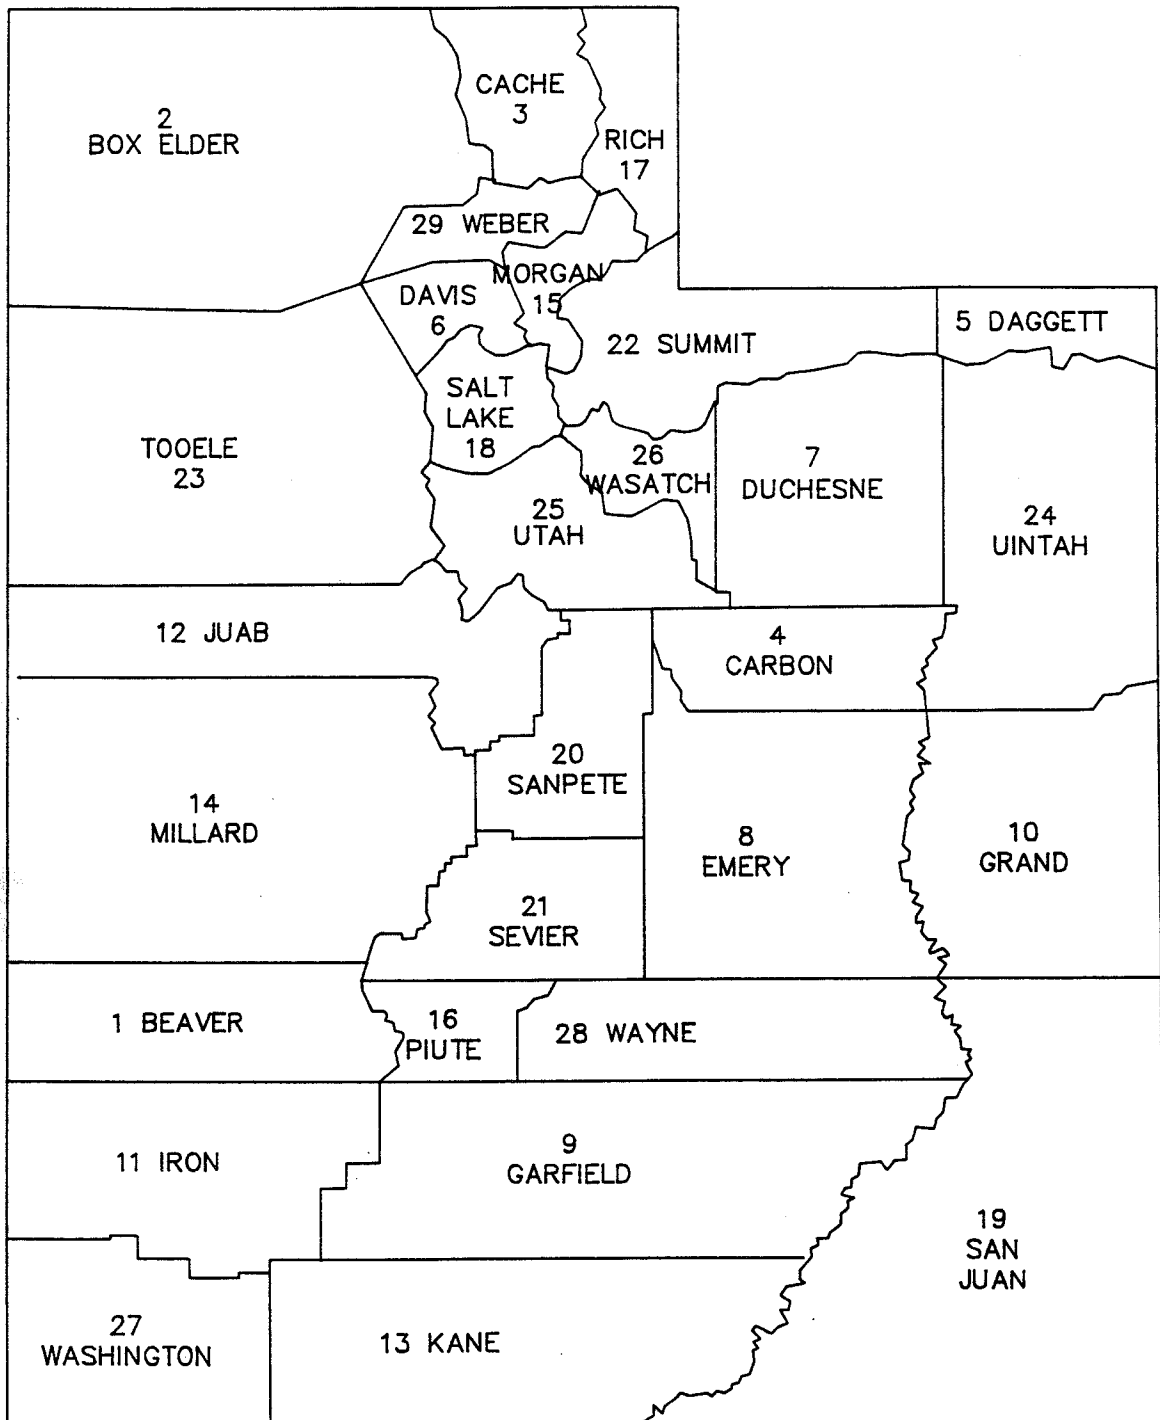 CACHE
3
2
BOX ELDER
RICH
17
29 WEBER
MORGAN
15
DAVIS
6
5 DAGGETT
22 SUMMIT
SALT
LAKE
18
TOOELE
23
26
WASATCH
7
DUCHESNE
25
UTAH
24
UINTAH
12 JUAB
4
CARBON
20
SANPETE
14
MILLARD
8
EMERY
10
GRAND
21
SEVIER
1 BEAVER
16
PIUTE
28 WAYNE
11 IRON
9
GARFIELD
19
SAN
JUAN
27
WASHINGTON
13 KANE